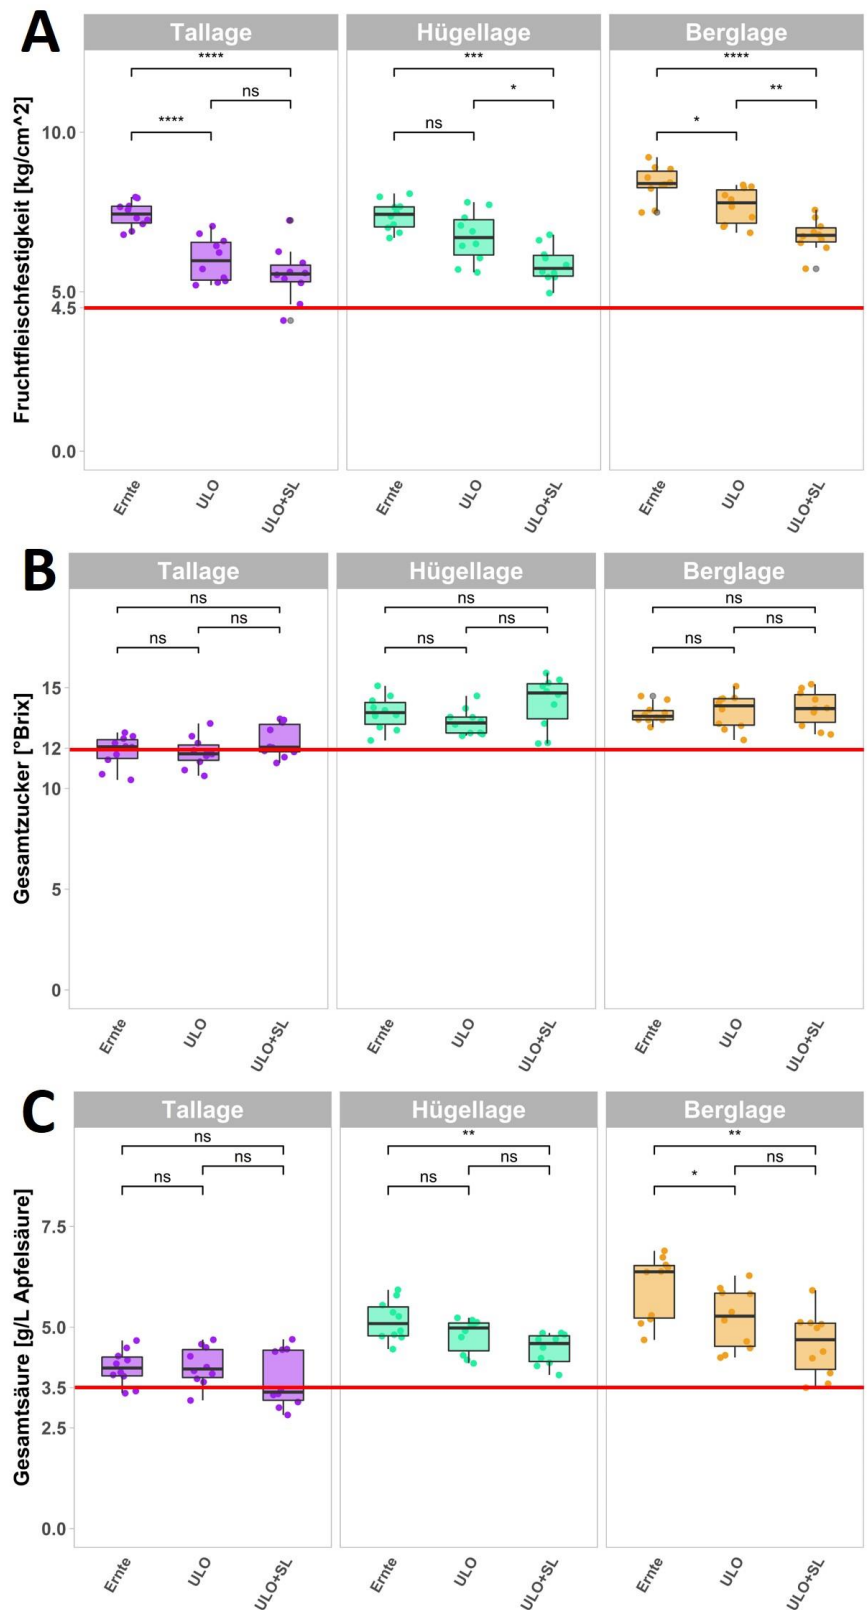 A
Tallage Hügellage Berglage
**** *** ****
ns * **
**** ns *
Fruchtfleischfestigkeit [kg/cm^2]
10.0
5.0
4.5
0.0
Ernte ULO ULO+SL Ernte ULO ULO+SL Ernte ULO ULO+SL
B
Tallage Hügellage Berglage
ns ns ns
ns ns ns
ns ns ns
Gesamtzucker [°Brix]
15
12
10
5
0
Ernte ULO ULO+SL Ernte ULO ULO+SL Ernte ULO ULO+SL
C
Tallage Hügellage Berglage
ns ** **
ns ns ns
ns ns *
Gesamtsäure [g/L Apfelsäure]
7.5
5.0
3.5
2.5
0.0
Ernte ULO ULO+SL Ernte ULO ULO+SL Ernte ULO ULO+SL